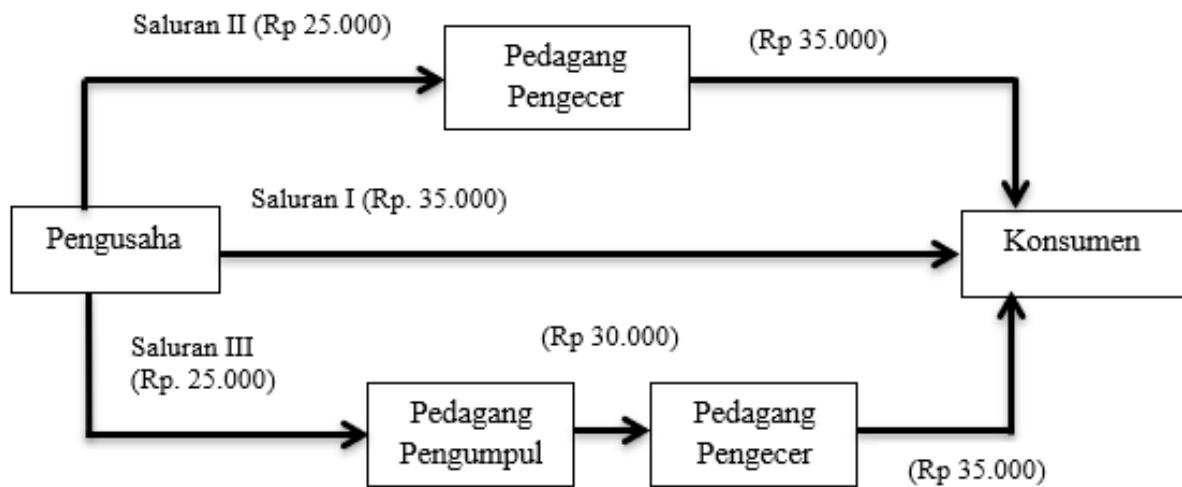 Saluran II (Rp 25.000)
Pedagang
Pengecer
(Rp 35.000)
Saluran I (Rp. 35.000)
Pengusaha
Konsumen
Saluran III
(Rp. 25.000)
(Rp 30.000)
Pedagang
Pengumpul
Pedagang
Pengecer
(Rp 35.000)